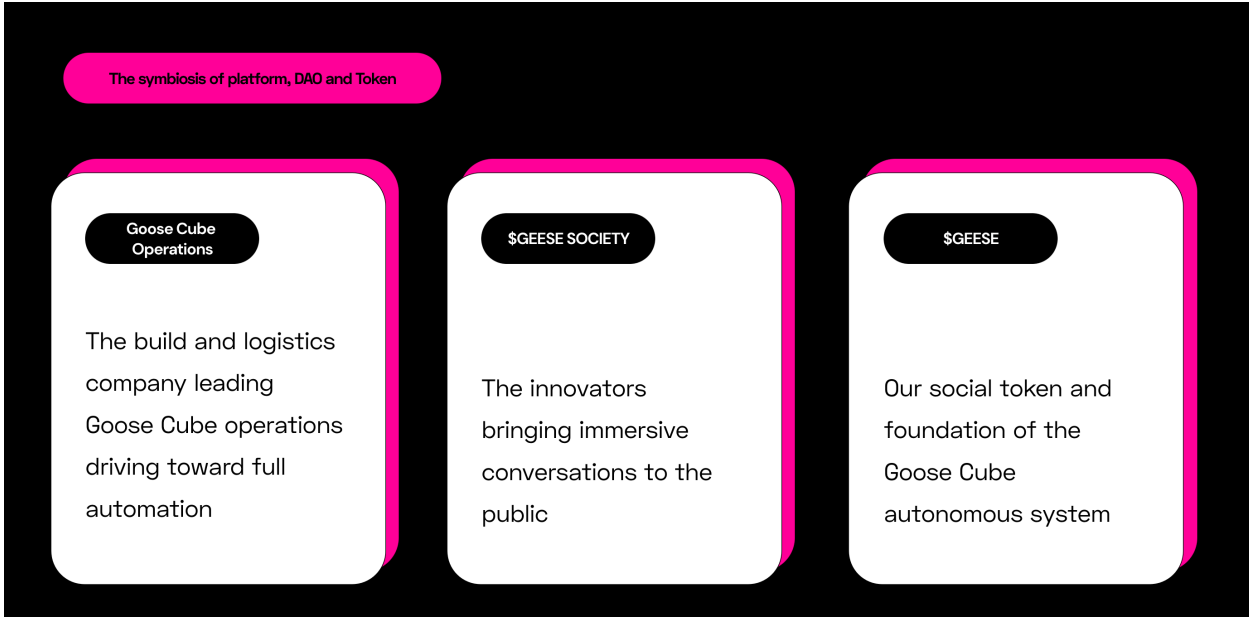 The symbiosis of platform, DAO and Token
Goose Cube
Operations
The build and logistics
company leading
Goose Cube operations
driving toward full
automation
$GEESE SOCIETY
The innovators
bringing immersive
conversations to the
public
$GEESE
Our social token and
foundation of the
Goose Cube
autonomous system